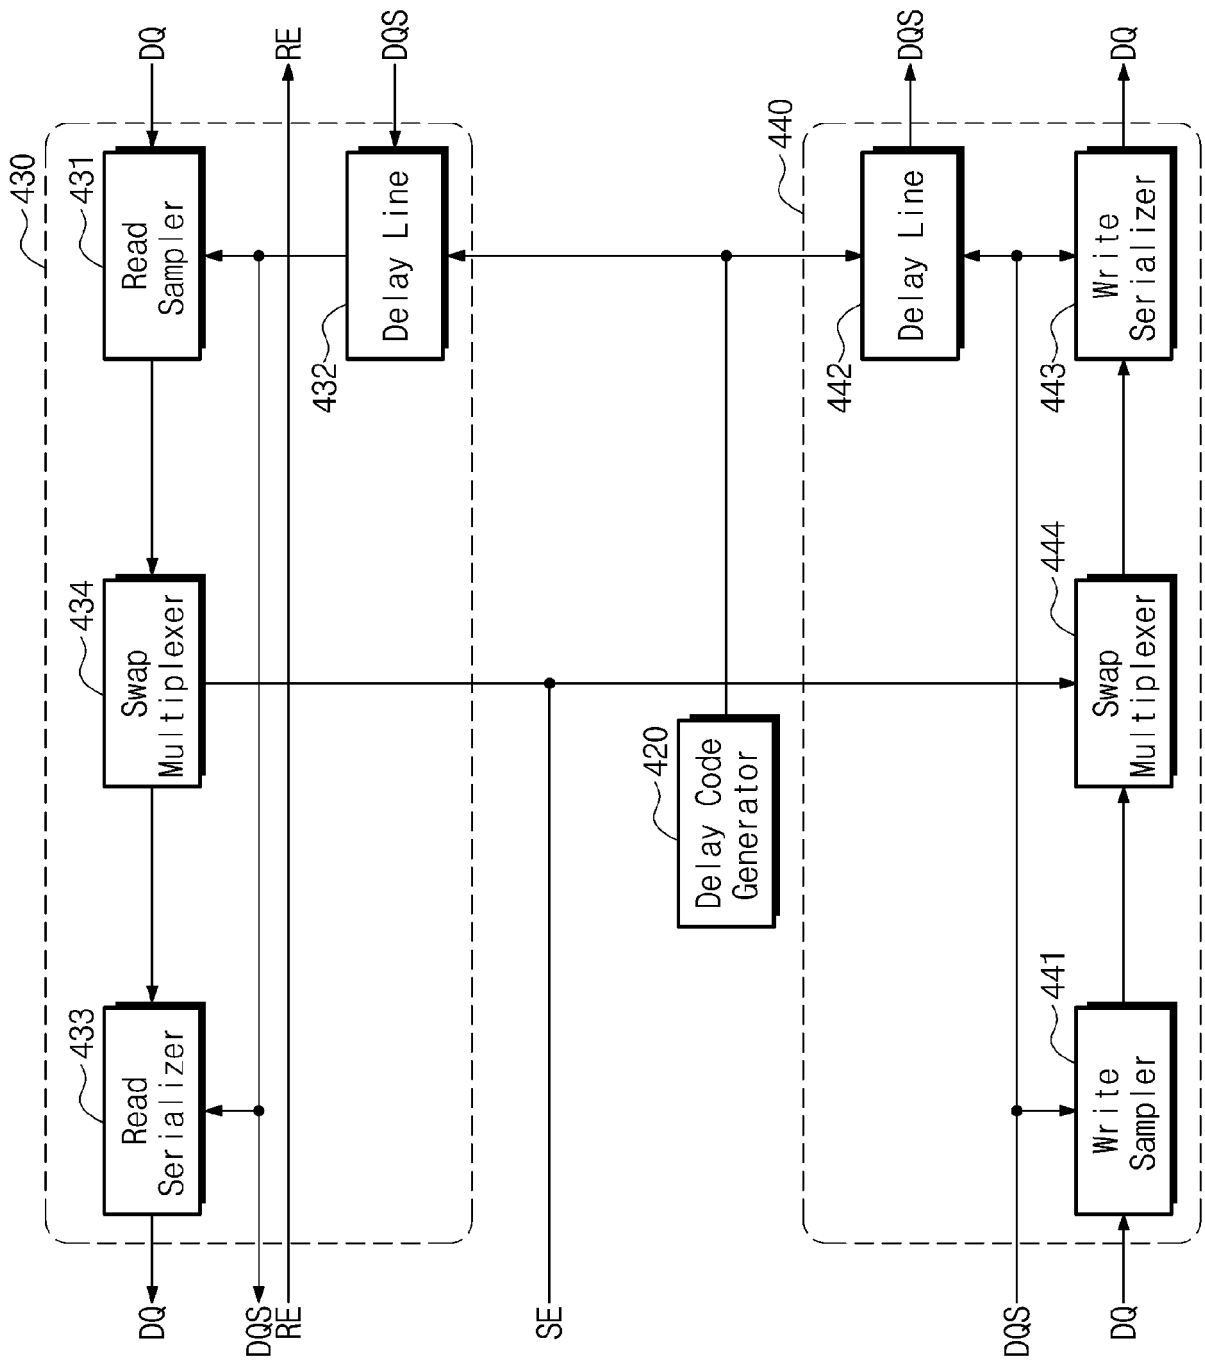 430
DQ
DQ
433
Read
Serializer
434
Swap
Multiplexer
431
Read
Sampler
DQS
RE
RE
432
Delay Line
DQS
SE
420
Delay Code
Generator
440
442
Delay Line
DQS
DQS
441
Write
Sampler
444
Swap
Multiplexer
443
Write
Serializer
DQ
DQ